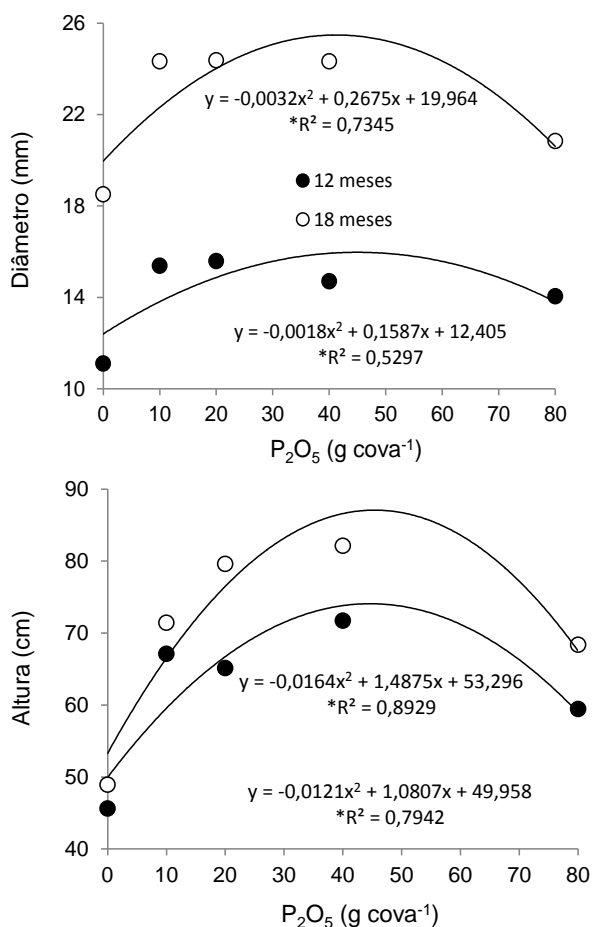 26
22
18
14
10
Diâmetro (mm)
y = -0,0032x² + 0,2675x + 19,964
*R² = 0,7345
12 meses
18 meses
y = -0,0018x² + 0,1587x + 12,405
*R² = 0,5297
0 10 20 30 40 50 60 70 80
P₂O₅ (g cova⁻¹)
90
80
70
60
50
40
Altura (cm)
y = -0,0164x² + 1,4875x + 53,296
*R² = 0,8929
y = -0,0121x² + 1,0807x + 49,958
*R² = 0,7942
0 10 20 30 40 50 60 70 80
P₂O₅ (g cova⁻¹)